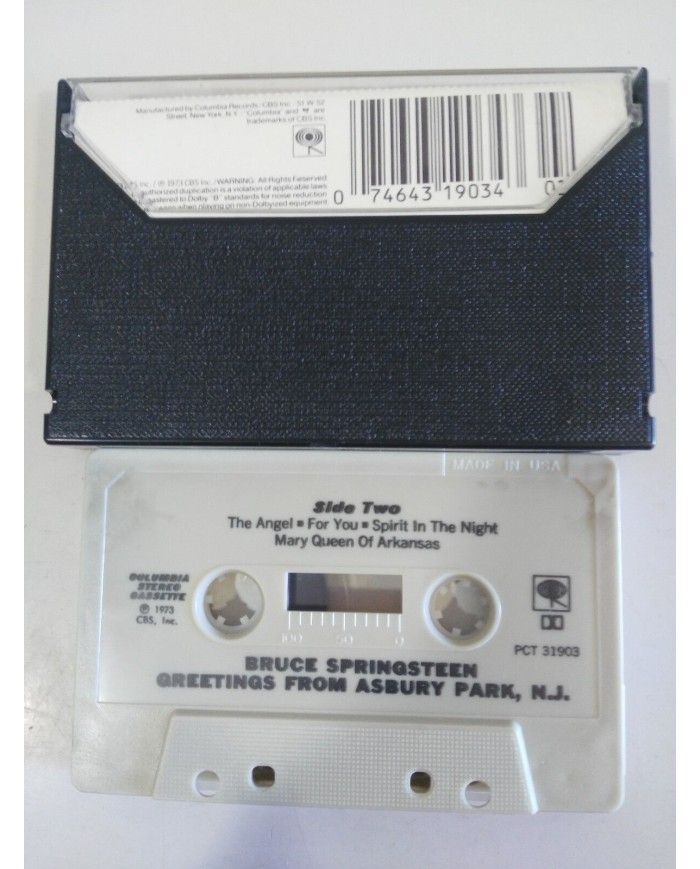 Manufactured by Columbia Records / CBS Inc. / 51 W. 52
Street, New York, N.Y. / "Columbia" and are
trademarks of CBS Inc.
Inc. / ℗ 1973 CBS Inc. / WARNING: All Rights Reserved
authorized duplication is a violation of applicable laws
to Dolby "B" standards for noise reduction
when playing on non-Dolbyized equipment
0 74643 19034
MADE IN USA
Side Two
The Angel ▪ For You ▪ Spirit In The Night
Mary Queen Of Arkansas
COLUMBIA
STEREO
CASSETTE
℗ 1973
CBS, Inc.
100 50 0
PCT 31903
BRUCE SPRINGSTEEN
GREETINGS FROM ASBURY PARK, N.J.